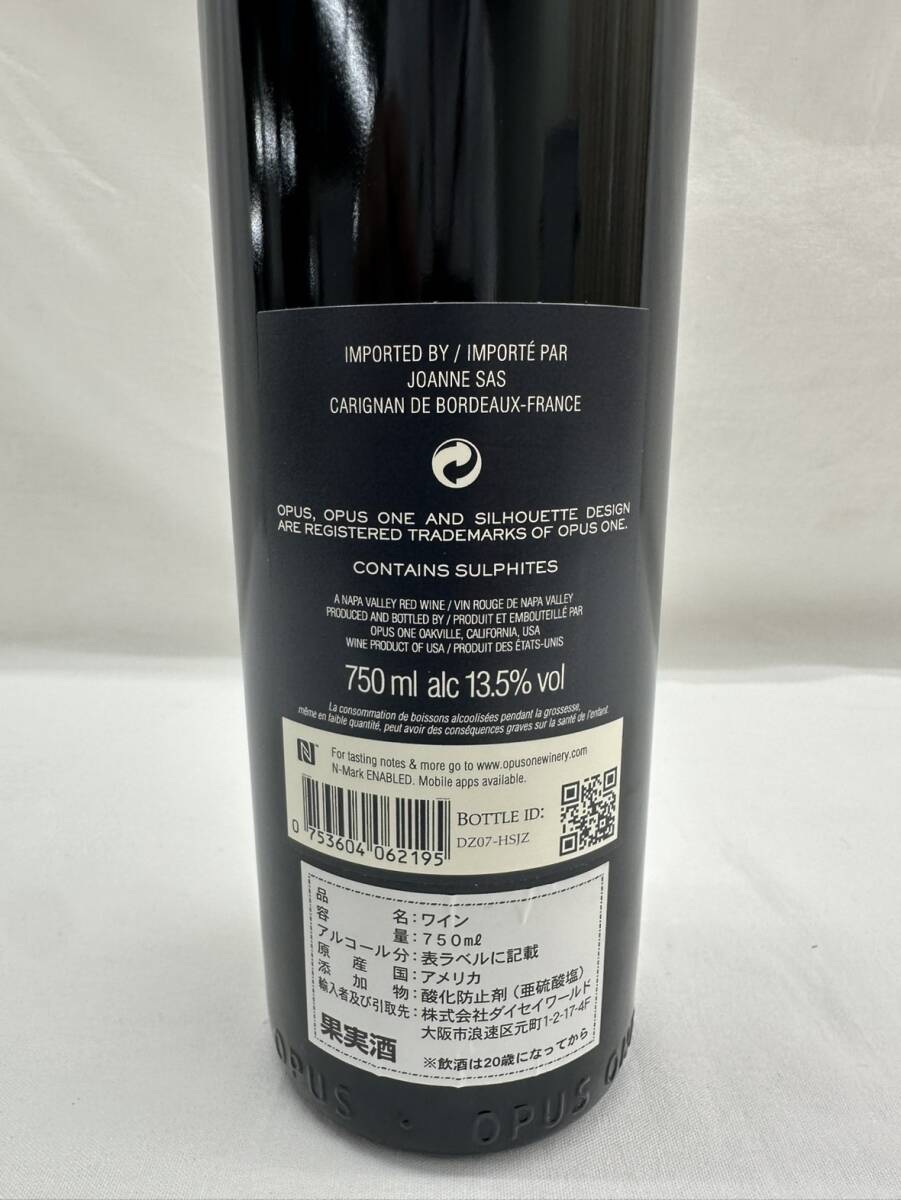 IMPORTED BY / IMPORTÉ PAR
JOANNE SAS
CARIGNAN DE BORDEAUX-FRANCE
OPUS, OPUS ONE AND SILHOUETTE DESIGN
ARE REGISTERED TRADEMARKS OF OPUS ONE.
CONTAINS SULPHITES
A NAPA VALLEY RED WINE / VIN ROUGE DE NAPA VALLEY
PRODUCED AND BOTTLED BY / PRODUIT ET EMBOUTEILLÉ PAR
OPUS ONE OAKVILLE, CALIFORNIA, USA
WINE PRODUCT OF USA / PRODUIT DES ÉTATS-UNIS
750 ml alc 13.5% vol
La consommation de boissons alcoolisées pendant la grossesse,
même en faible quantité, peut avoir des conséquences graves sur la santé de l'enfant.
For tasting notes & more go to www.opusonewinery.com
N-Mark ENABLED. Mobile apps available.
BOTTLE ID:
DZ07-HSJZ
0 753604 062195
品名:ワイン
容量:750㎖
アルコール分:表ラベルに記載
原産国:アメリカ
添加物:酸化防止剤(亜硫酸塩)
輸入者及び引取先:株式会社ダイセイワールド
大阪市浪速区元町1-2-17-4F
果実酒
※飲酒は20歳になってから
OPUS · OPUS ONE